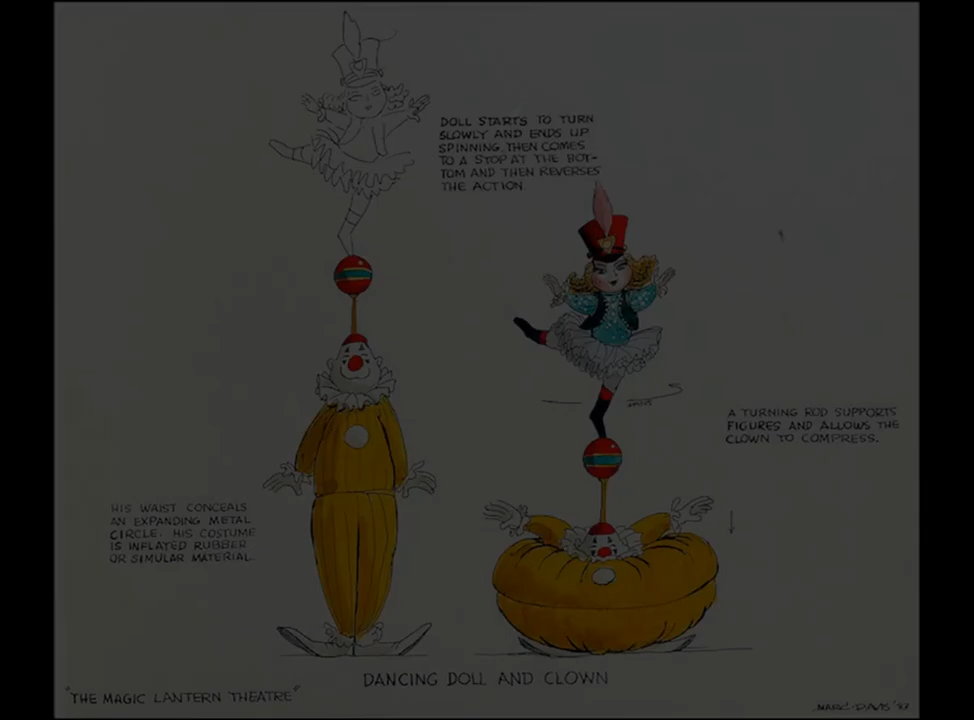 DOLL STARTS TO TURN
SLOWLY AND ENDS UP
SPINNING THEN COMES
TO A STOP AT THE BOT-
TOM AND THEN REVERSES
THE ACTION
A TURNING ROD SUPPORTS
FIGURES AND ALLOWS THE
CLOWN TO COMPRESS.
HIS WAIST CONCEALS
AN EXPANDING METAL
CIRCLE. HIS COSTUME
IS INFLATED RUBBER
OR SIMULAR MATERIAL.
DANCING DOLL AND CLOWN
"THE MAGIC LANTERN THEATRE"
MARC DAVIS